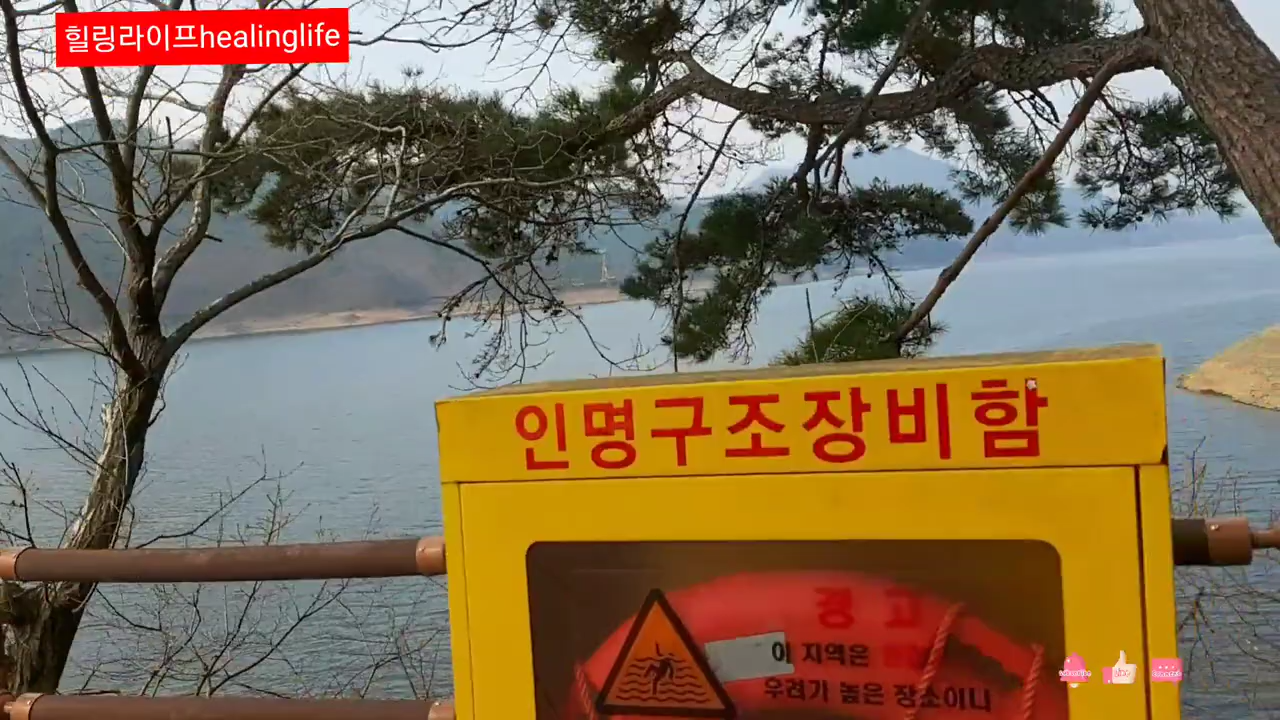 힐링라이프healinglife
인명구조장비함
경고
이 지역은
우려가 높은 장소이니